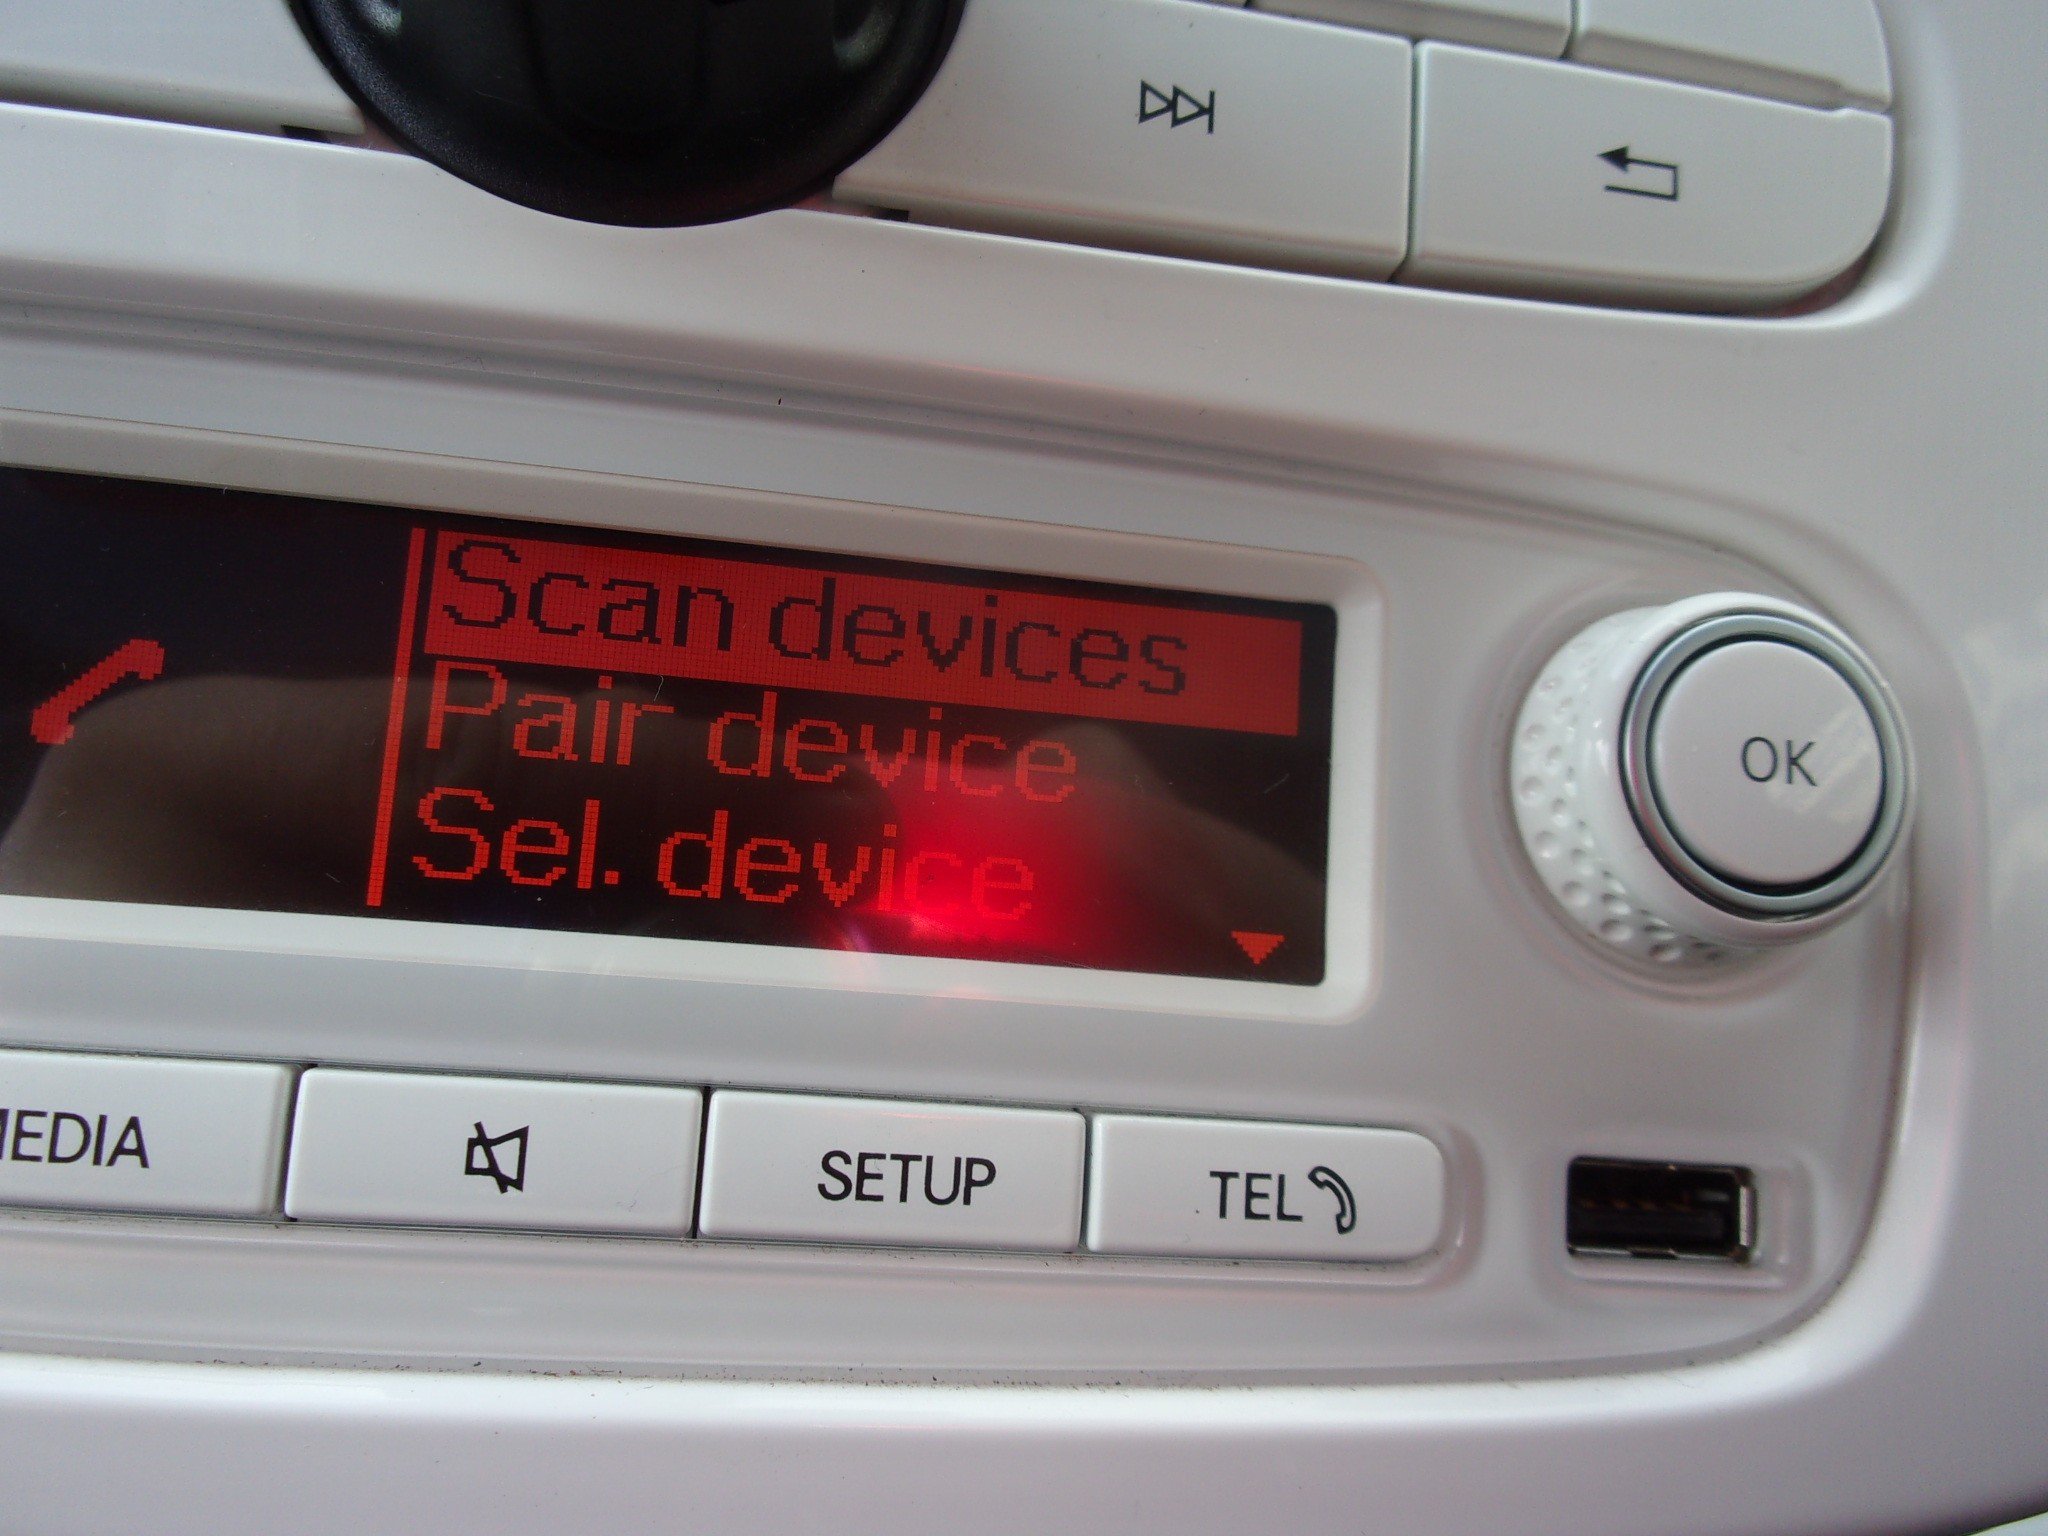 Scan devices
Pair device
Sel. device
OK
MEDIA
SETUP
TEL